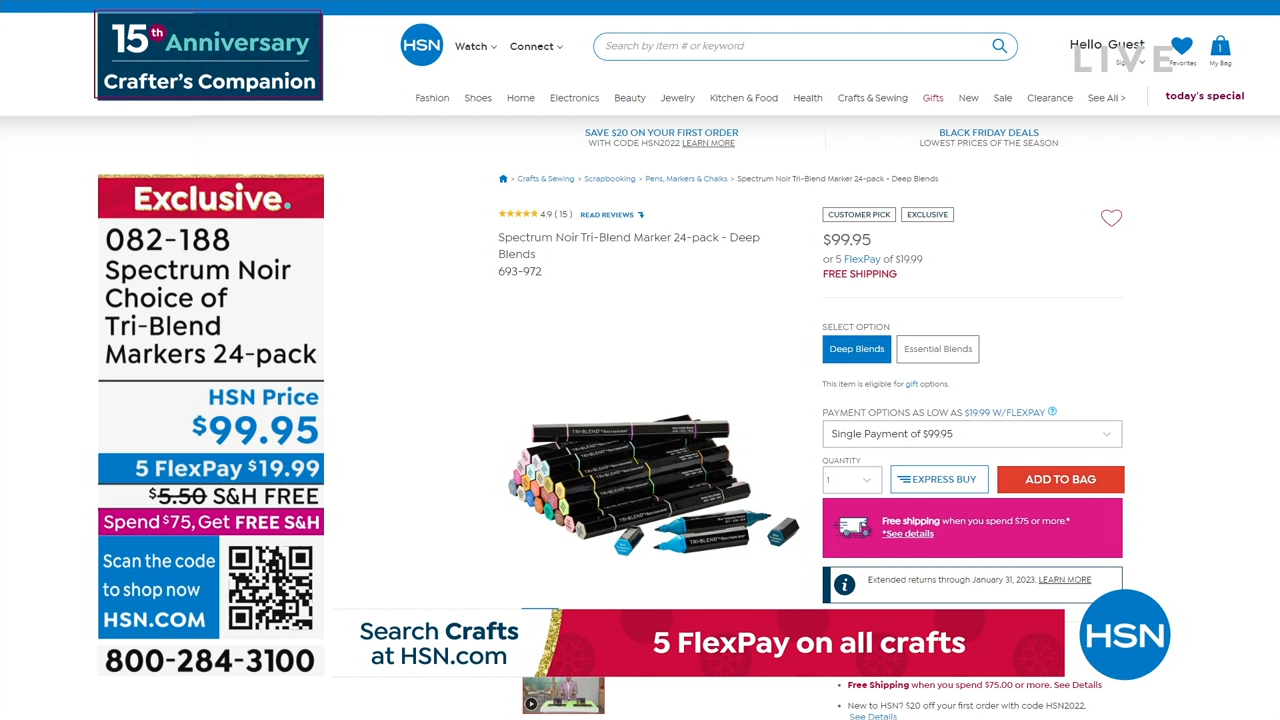 15th Anniversary
Crafter's Companion
HSN
Watch
Connect
Search by item # or keyword
Hello, Guest
LIVE
Favorites
1
My Bag
Fashion
Shoes
Home
Electronics
Beauty
Jewelry
Kitchen & Food
Health
Crafts & Sewing
Gifts
New
Sale
Clearance
See All >
today's special
SAVE $20 ON YOUR FIRST ORDER
WITH CODE HSN2022 LEARN MORE
BLACK FRIDAY DEALS
LOWEST PRICES OF THE SEASON
> Crafts & Sewing > Scrapbooking > Pens, Markers & Chalks > Spectrum Noir Tri-Blend Marker 24-pack - Deep Blends
Exclusive.
082-188
Spectrum Noir
Choice of
Tri-Blend
Markers 24-pack
HSN Price
$99.95
5 FlexPay $19.99
$5.50 S&H FREE
Spend $75, Get FREE S&H
Scan the code
to shop now
HSN.COM
800-284-3100
4.9 ( 15 ) READ REVIEWS
Spectrum Noir Tri-Blend Marker 24-pack - Deep
Blends
693-972
TRI-BLEND
TRI-BLEND
CUSTOMER PICK
EXCLUSIVE
$99.95
or 5 FlexPay of $19.99
FREE SHIPPING
SELECT OPTION
Deep Blends
Essential Blends
This item is eligible for gift options.
PAYMENT OPTIONS AS LOW AS $19.99 W/FLEXPAY ?
Single Payment of $99.95
QUANTITY
1
EXPRESS BUY
ADD TO BAG
Free shipping when you spend $75 or more.*
*See details
Extended returns through January 31, 2023. LEARN MORE
Search Crafts
at HSN.com
5 FlexPay on all crafts
HSN
Free Shipping when you spend $75.00 or more. See Details
New to HSN? $20 off your first order with code HSN2022.
See Details